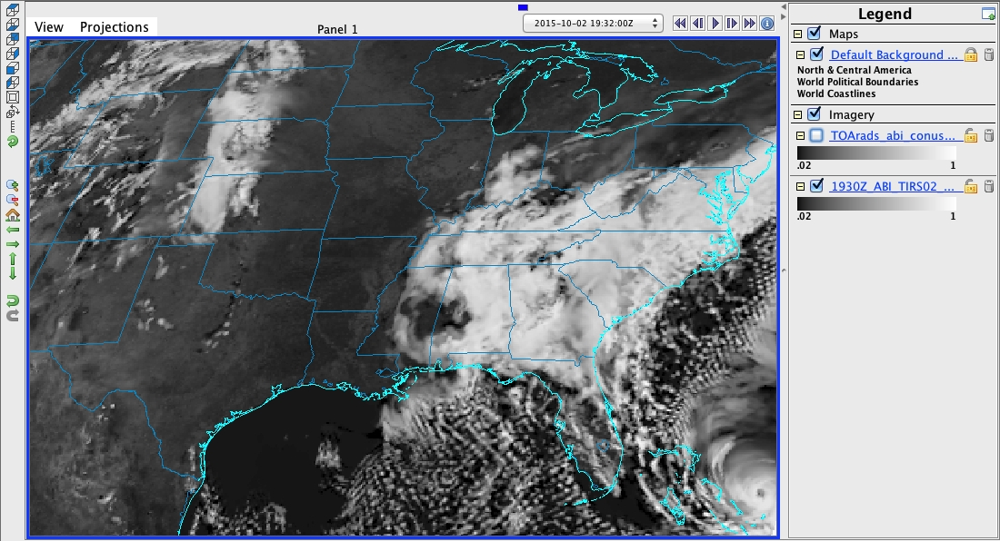 View Projections
Panel 1
2015-10-02 19:32:00Z
Legend
Maps
Default Background ...
North & Central America
World Political Boundaries
World Coastlines
Imagery
TOArads_abi_conus...
.02 1
1930Z_ABI_TIRS02_...
.02 1